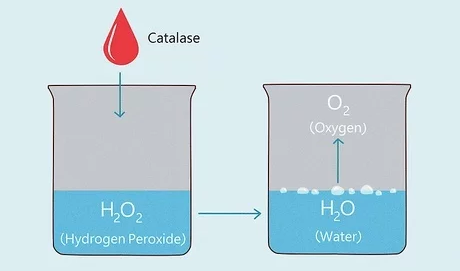 Catalase
H₂O₂
(Hydrogen Peroxide)
O₂
(Oxygen)
H₂O
(Water)